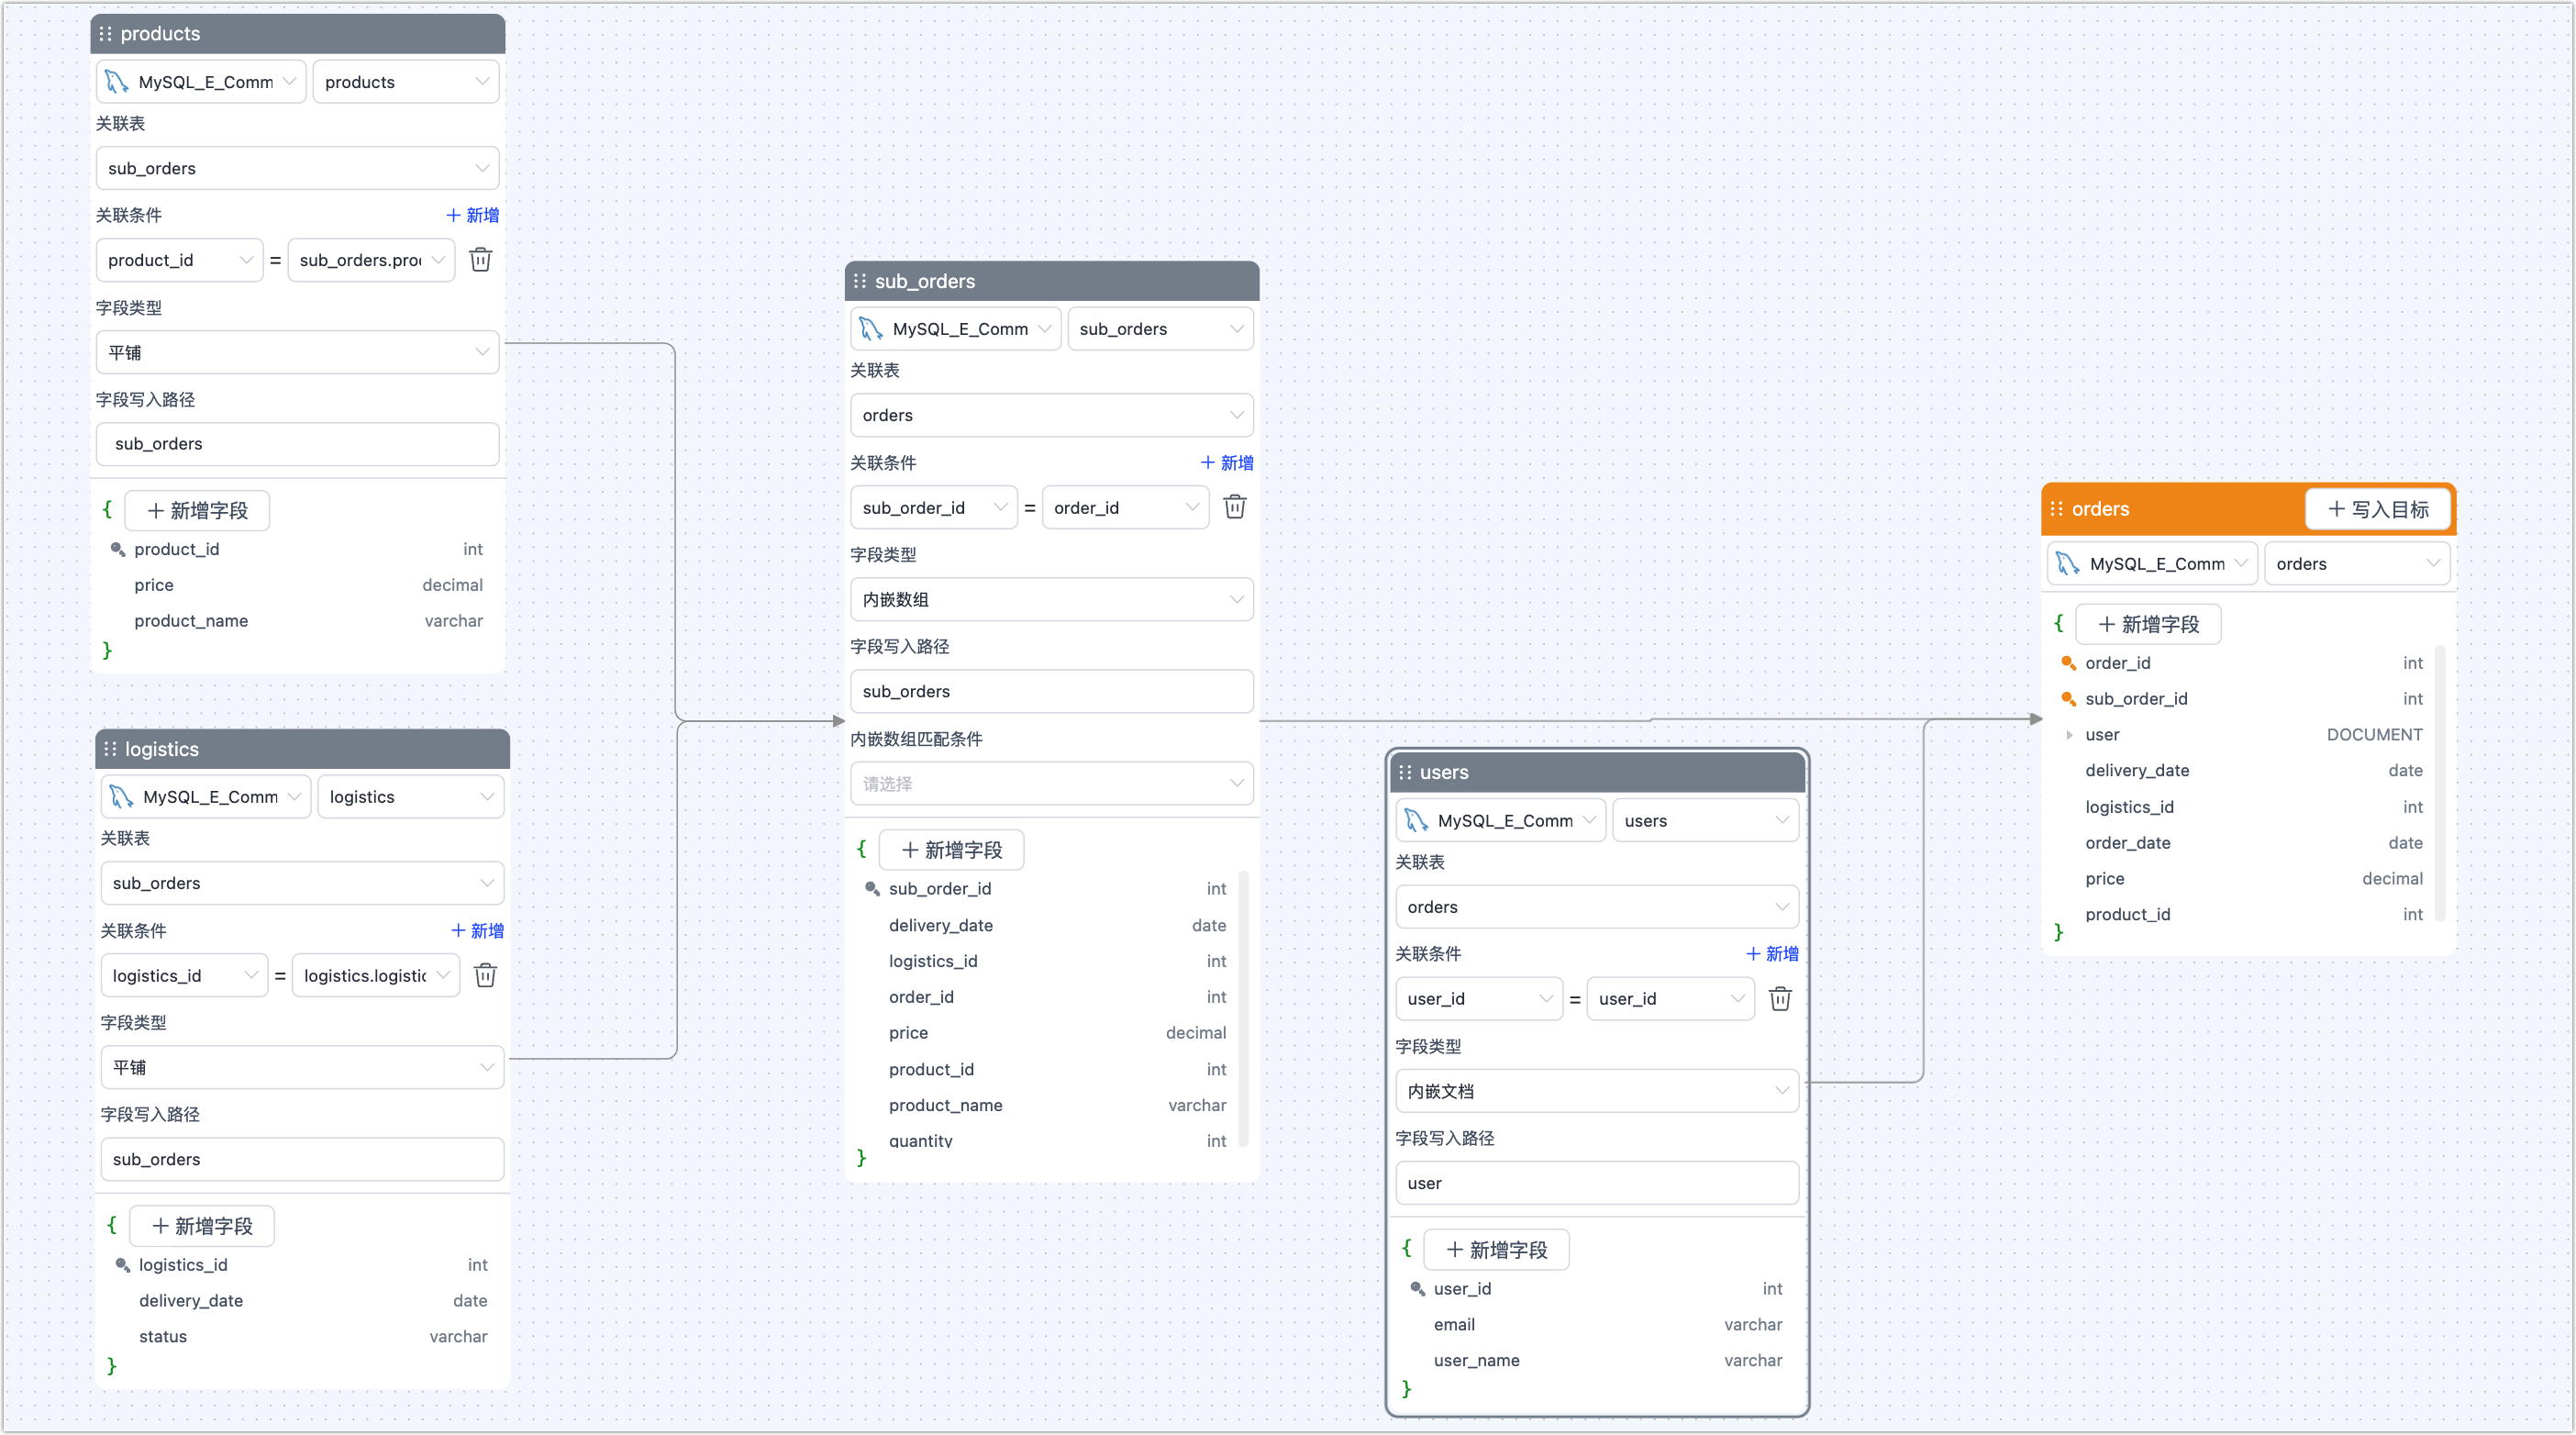 products
MySQL_E_Comm
products
关联表
sub_orders
关联条件
+ 新增
product_id
=
sub_orders.pro
字段类型
平铺
字段写入路径
sub_orders
{
+ 新增字段
product_id int
price decimal
product_name varchar
}
logistics
MySQL_E_Comm
logistics
关联表
sub_orders
关联条件
+ 新增
logistics_id
=
logistics.logistic
字段类型
平铺
字段写入路径
sub_orders
{
+ 新增字段
logistics_id int
delivery_date date
status varchar
}
sub_orders
MySQL_E_Comm
sub_orders
关联表
orders
关联条件
+ 新增
sub_order_id
=
order_id
字段类型
内嵌数组
字段写入路径
sub_orders
内嵌数组匹配条件
请选择
{
+ 新增字段
sub_order_id int
delivery_date date
logistics_id int
order_id int
price decimal
product_id int
product_name varchar
quantity int
}
users
MySQL_E_Comm
users
关联表
orders
关联条件
+ 新增
user_id
=
user_id
字段类型
内嵌文档
字段写入路径
user
{
+ 新增字段
user_id int
email varchar
user_name varchar
}
orders
+ 写入目标
MySQL_E_Comm
orders
{
+ 新增字段
order_id int
sub_order_id int
user DOCUMENT
delivery_date date
logistics_id int
order_date date
price decimal
product_id int
}